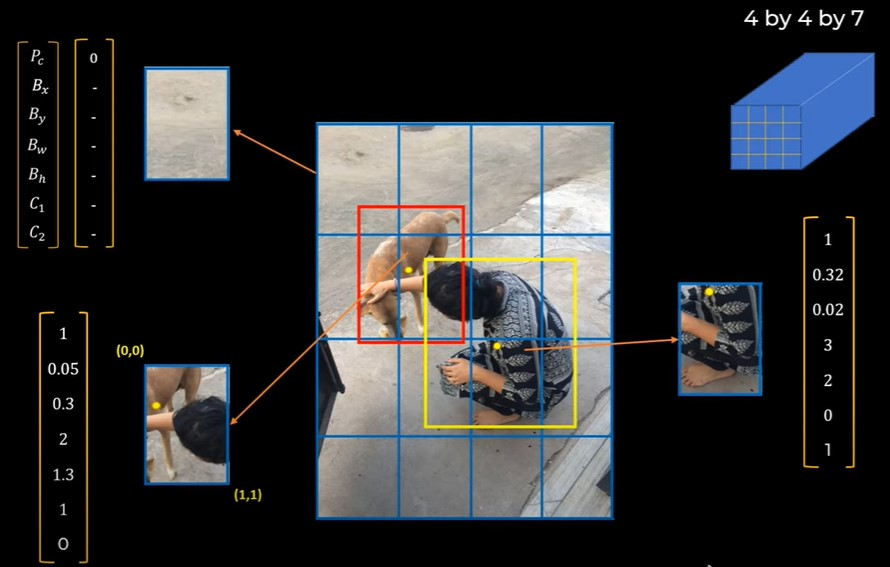 4 by 4 by 7
P_c 0
B_x -
B_y -
B_w -
B_h -
C_1 -
C_2 -
1
0.05
0.3
2
1.3
1
0
(0,0)
(1,1)
1
0.32
0.02
3
2
0
1